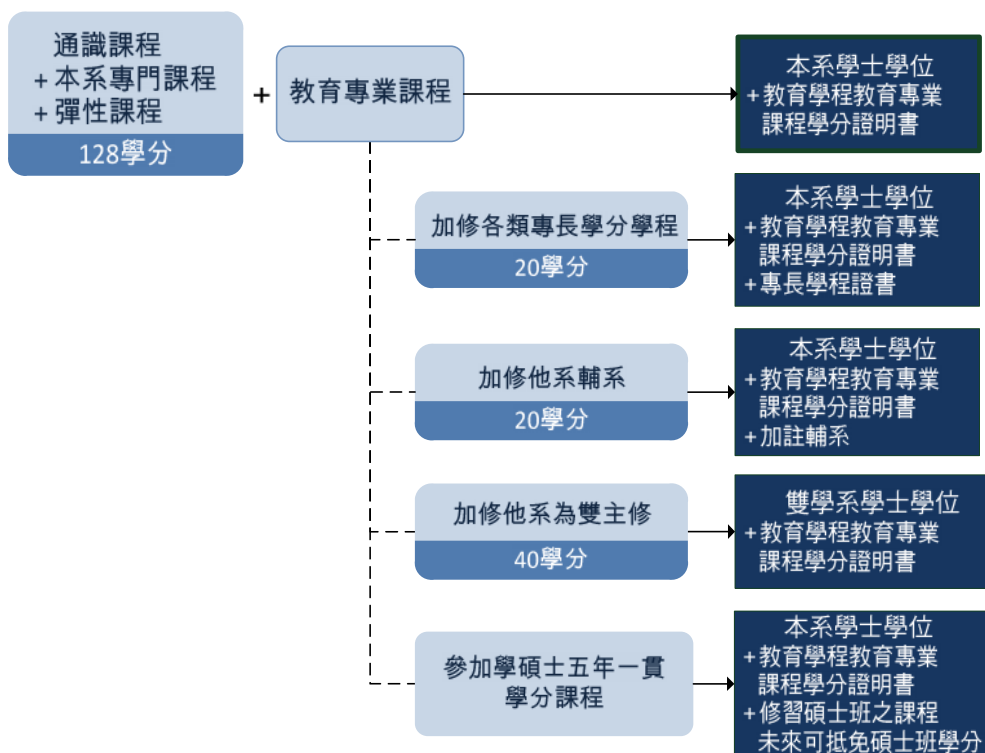 通識課程
+本系專門課程
+彈性課程
128學分
+
教育專業課程
本系學士學位
+教育學程教育專業
課程學分證明書
加修各類專長學分學程
20學分
本系學士學位
+教育學程教育專業
課程學分證明書
+專長學程證書
加修他系輔系
20學分
本系學士學位
+教育學程教育專業
課程學分證明書
+加註輔系
加修他系為雙主修
40學分
雙學系學士學位
+教育學程教育專業
課程學分證明書
參加學碩士五年一貫
學分課程
本系學士學位
+教育學程教育專業
課程學分證明書
+修習碩士班之課程
未來可抵免碩士班學分